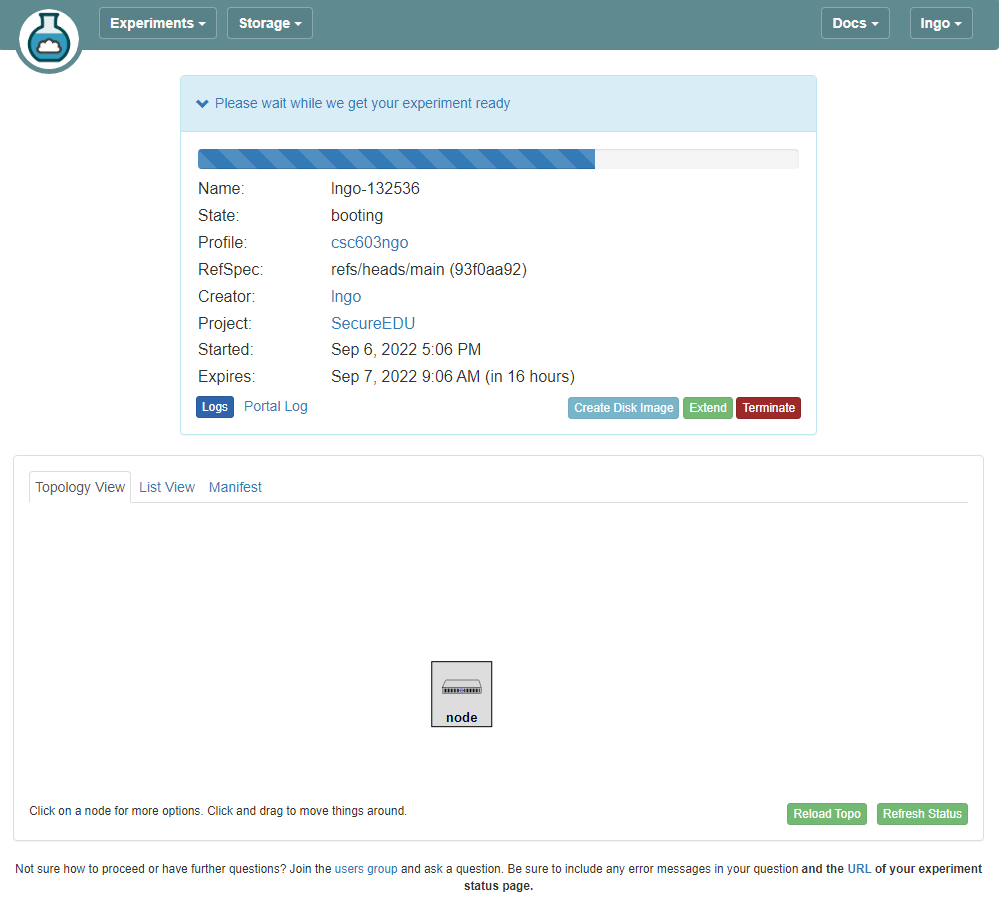 Experiments Storage Docs lngo
Please wait while we get your experiment ready
Name: lngo-132536
State: booting
Profile: csc603ngo
RefSpec: refs/heads/main (93f0aa92)
Creator: lngo
Project: SecureEDU
Started: Sep 6, 2022 5:06 PM
Expires: Sep 7, 2022 9:06 AM (in 16 hours)
Logs Portal Log Create Disk Image Extend Terminate
Topology View List View Manifest
node
Click on a node for more options. Click and drag to move things around.
Reload Topo Refresh Status
Not sure how to proceed or have further questions? Join the users group and ask a question. Be sure to include any error messages in your question and the URL of your experiment
status page.